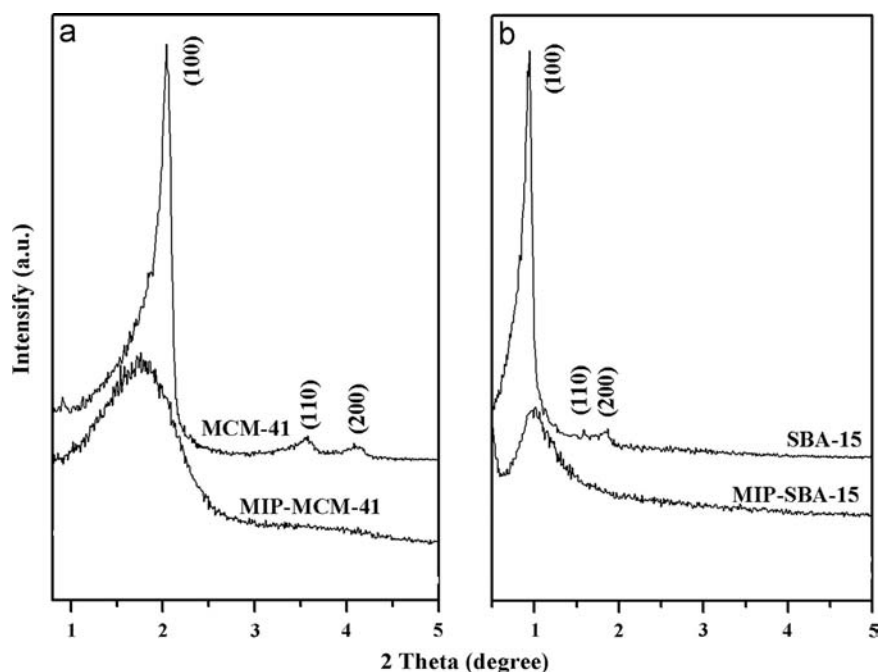 a
(100)
MCM-41
(110)
(200)
MIP-MCM-41
1 2 3 4 5
b
(100)
(110)
(200)
SBA-15
MIP-SBA-15
1 2 3 4 5
Intensify (a.u.)
2 Theta (degree)